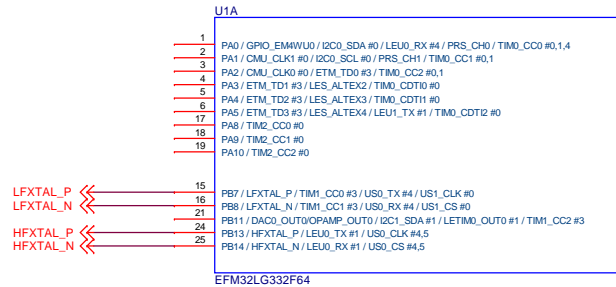 U1A
1 PA0 / GPIO_EM4WU0 / I2C0_SDA #0 / LEU0_RX #4 / PRS_CH0 / TIM0_CC0 #0,1,4
2 PA1 / CMU_CLK1 #0 / I2C0_SCL #0 / PRS_CH1 / TIM0_CC1 #0,1
3 PA2 / CMU_CLK0 #0 / ETM_TD0 #3 / TIM0_CC2 #0,1
4 PA3 / ETM_TD1 #3 / LES_ALTEX2 / TIM0_CDTI0 #0
5 PA4 / ETM_TD2 #3 / LES_ALTEX3 / TIM0_CDTI1 #0
6 PA5 / ETM_TD3 #3 / LES_ALTEX4 / LEU1_TX #1 / TIM0_CDTI2 #0
17 PA8 / TIM2_CC0 #0
18 PA9 / TIM2_CC1 #0
19 PA10 / TIM2_CC2 #0
LFXTAL_P 15 PB7 / LFXTAL_P / TIM1_CC0 #3 / US0_TX #4 / US1_CLK #0
LFXTAL_N 16 PB8 / LFXTAL_N / TIM1_CC1 #3 / US0_RX #4 / US1_CS #0
21 PB11 / DAC0_OUT0/OPAMP_OUT0 / I2C1_SDA #1 / LETIM0_OUT0 #1 / TIM1_CC2 #3
HFXTAL_P 24 PB13 / HFXTAL_P / LEU0_TX #1 / US0_CLK #4,5
HFXTAL_N 25 PB14 / HFXTAL_N / LEU0_RX #1 / US0_CS #4,5
EFM32LG332F64